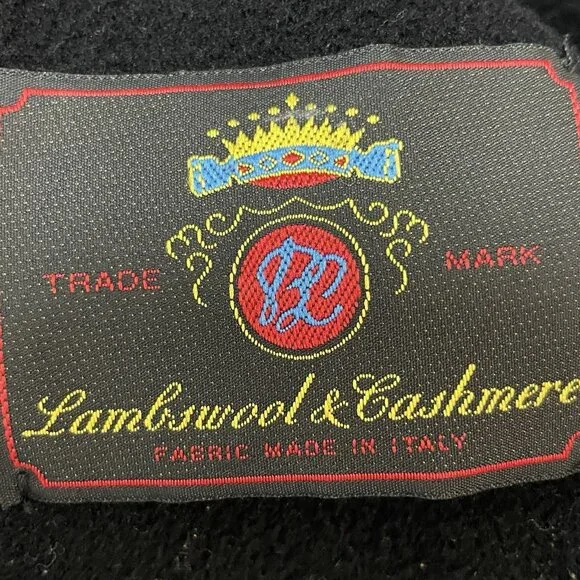 TRADE MARK
Lambswool & Cashmere
FABRIC MADE IN ITALY